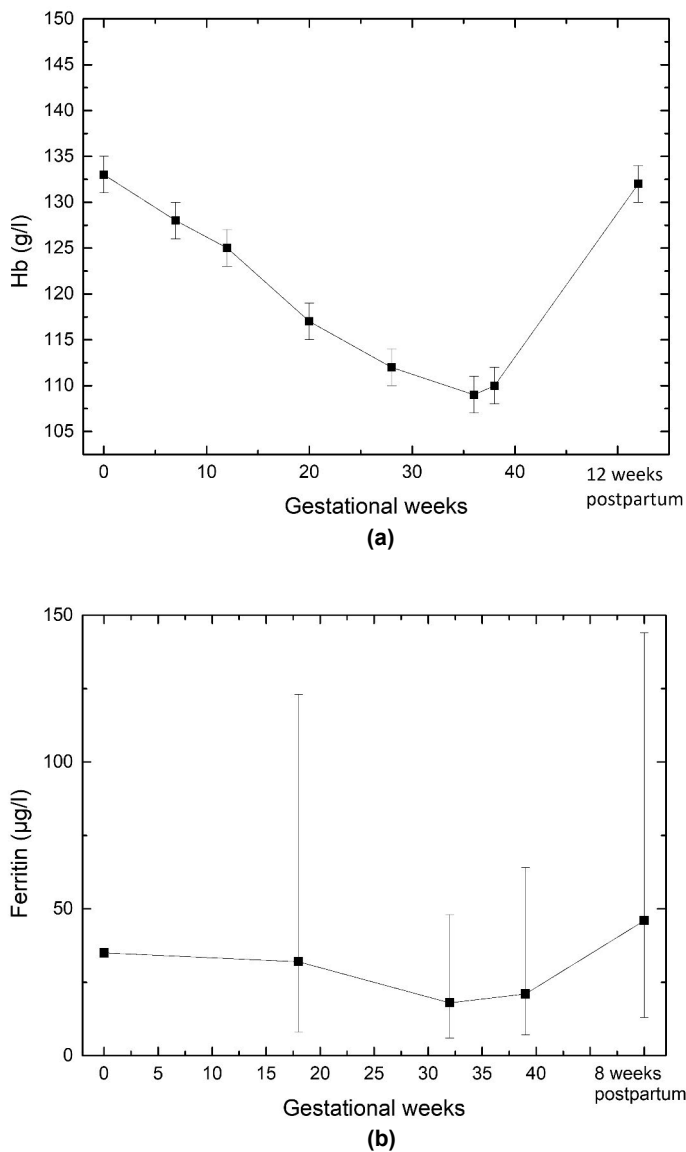 150
145
140
135
130
125
120
115
110
105
Hb (g/l)
0
10
20
30
40
12 weeks
postpartum
Gestational weeks
(a)
150
100
50
0
Ferritin (µg/l)
0
5
10
15
20
25
30
35
40
8 weeks
postpartum
Gestational weeks
(b)